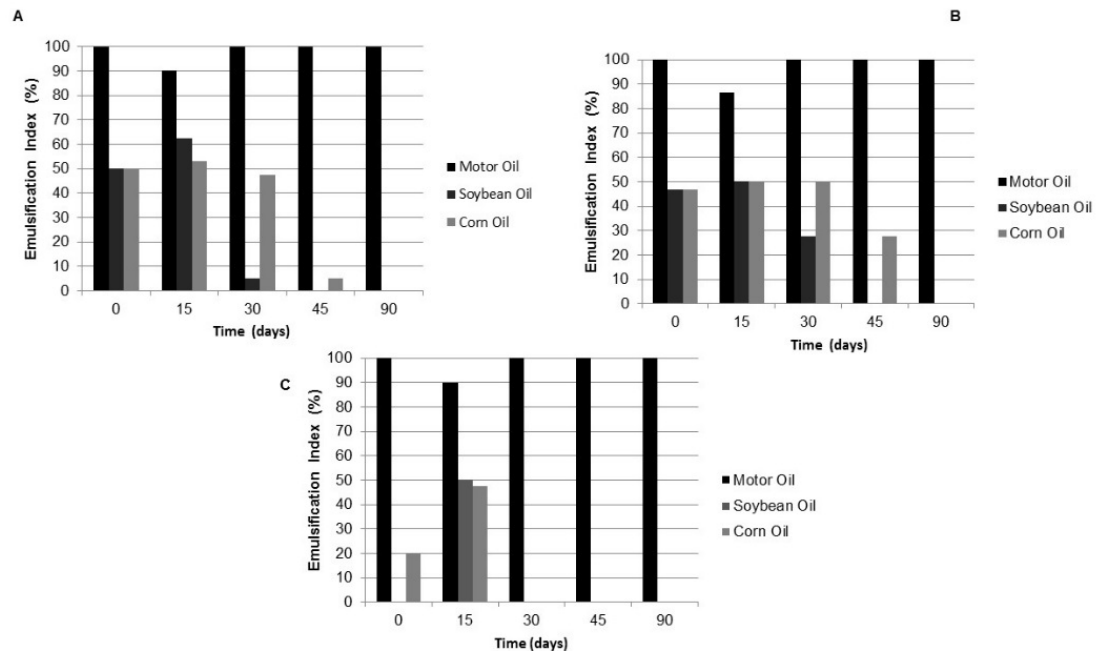 A
Emulsification Index (%)
100
90
80
70
60
50
40
30
20
10
0
0 15 30 45 90
Time (days)
Motor Oil
Soybean Oil
Corn Oil
B
Emulsification Index (%)
100
90
80
70
60
50
40
30
20
10
0
0 15 30 45 90
Time (days)
Motor Oil
Soybean Oil
Corn Oil
C
Emulsification Index (%)
100
90
80
70
60
50
40
30
20
10
0
0 15 30 45 90
Time (days)
Motor Oil
Soybean Oil
Corn Oil